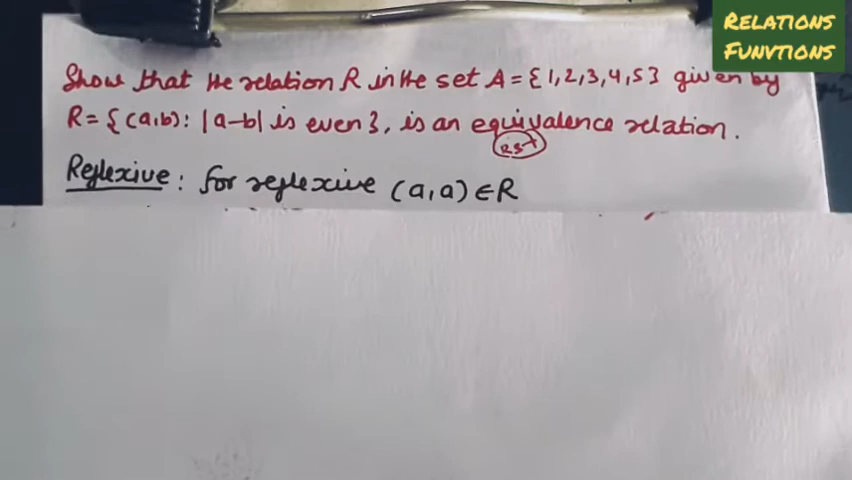 RELATIONS
FUNVTIONS
Show that the relation R in the set A = {1,2,3,4,5} given by
R = {(a,b): |a-b| is even}, is an equivalence relation.
RST
Reflexive: for reflexive (a,a) ∈ R